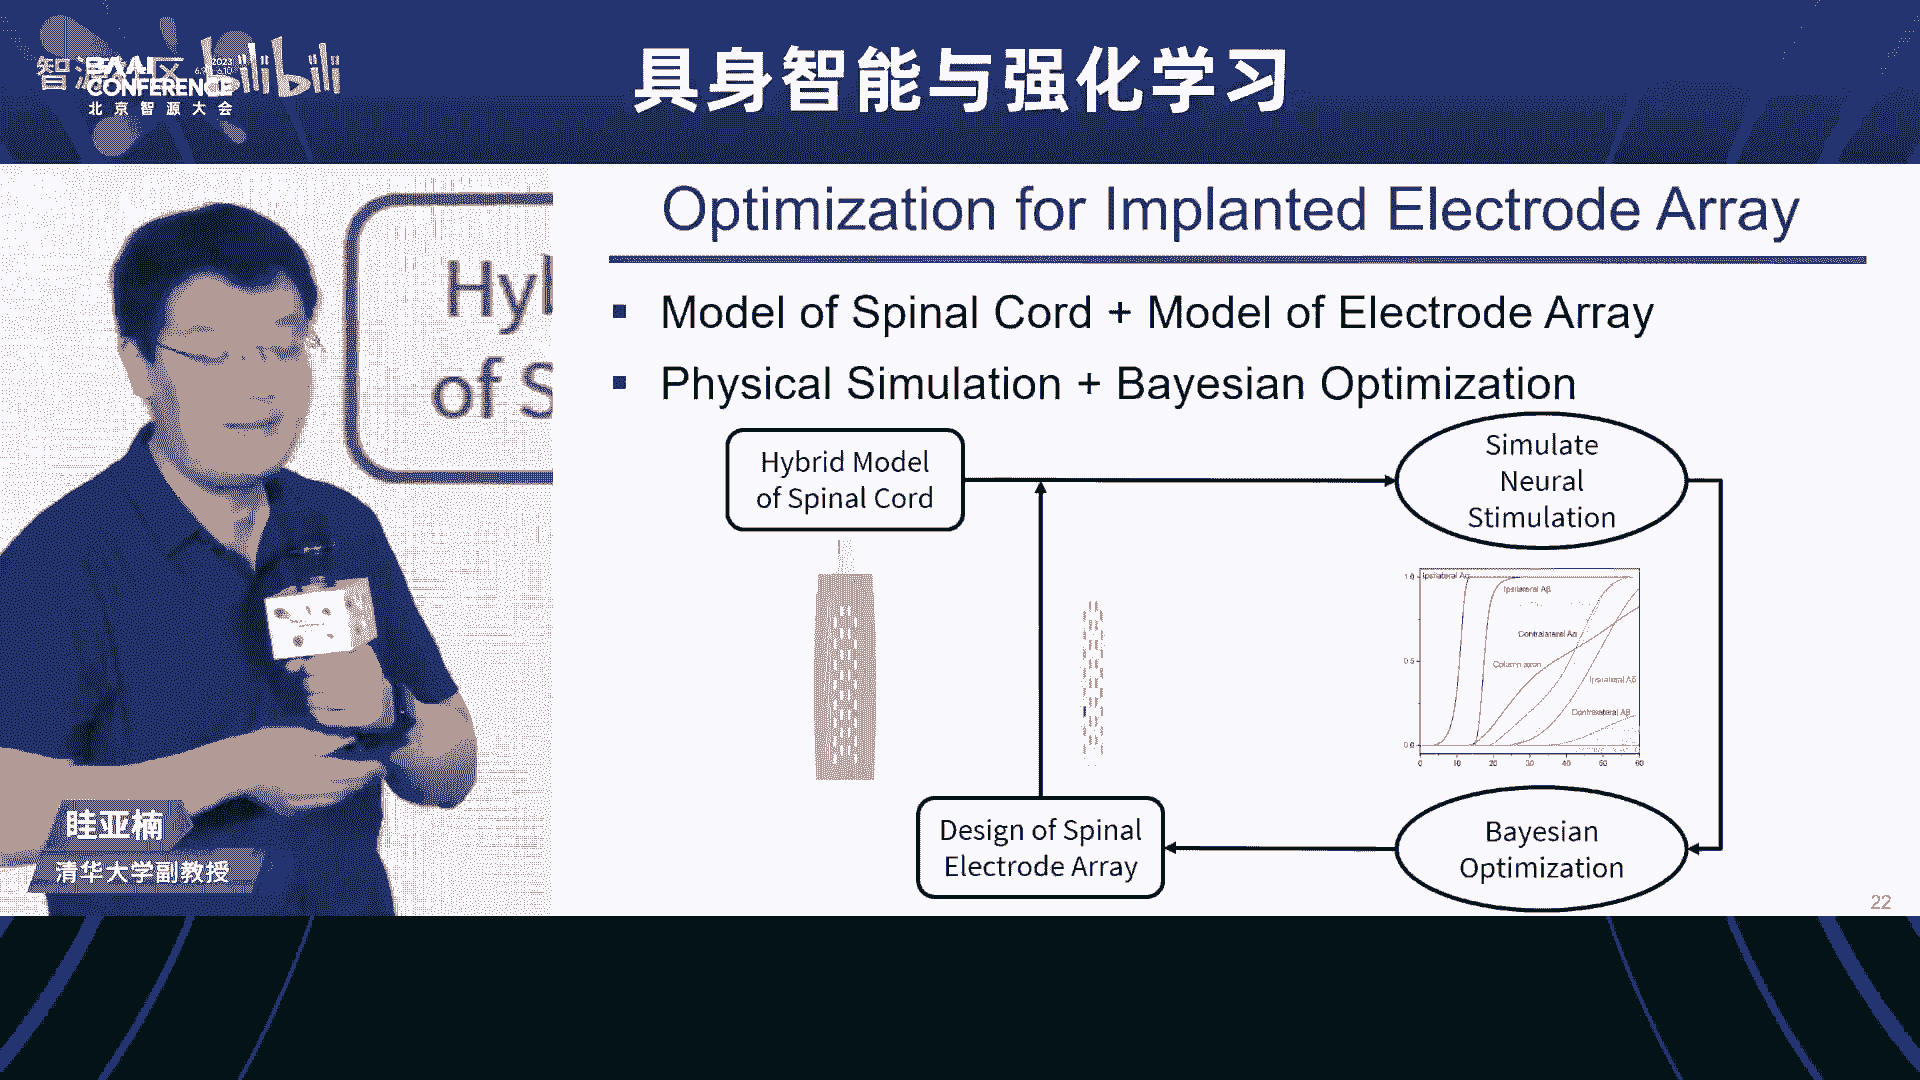 智源社区 bilibili
BAAI 2023
CONFERENCE
北京智源大会
具身智能与强化学习
Hyb
of S
眭亚楠
清华大学副教授
Optimization for Implanted Electrode Array
Model of Spinal Cord + Model of Electrode Array
Physical Simulation + Bayesian Optimization
Hybrid Model
of Spinal Cord
Simulate
Neural
Stimulation
1.0
Ipsilateral Aα
Ipsilateral Aβ
Contralateral Aα
0.5
Column axon
Ipsilateral Aδ
Contralateral Aβ
0.0
0 10 20 30 40 50 60
Design of Spinal
Electrode Array
Bayesian
Optimization
22